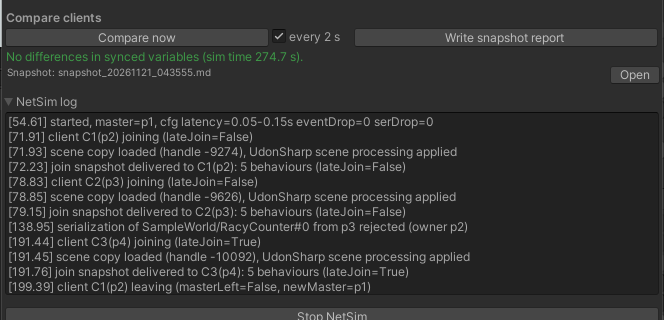 Compare clients
Compare now
every 2 s
Write snapshot report
No differences in synced variables (sim time 274.7 s).
Snapshot: snapshot_20261121_043555.md
Open
NetSim log
[54.61] started, master=p1, cfg latency=0.05-0.15s eventDrop=0 serDrop=0
[71.91] client C1(p2) joining (lateJoin=False)
[71.93] scene copy loaded (handle -9274), UdonSharp scene processing applied
[72.23] join snapshot delivered to C1(p2): 5 behaviours (lateJoin=False)
[78.83] client C2(p3) joining (lateJoin=False)
[78.85] scene copy loaded (handle -9626), UdonSharp scene processing applied
[79.15] join snapshot delivered to C2(p3): 5 behaviours (lateJoin=False)
[138.95] serialization of SampleWorld/RacyCounter#0 from p3 rejected (owner p2)
[191.44] client C3(p4) joining (lateJoin=True)
[191.45] scene copy loaded (handle -10092), UdonSharp scene processing applied
[191.76] join snapshot delivered to C3(p4): 5 behaviours (lateJoin=True)
[199.39] client C1(p2) leaving (masterLeft=False, newMaster=p1)
Stop NetSim